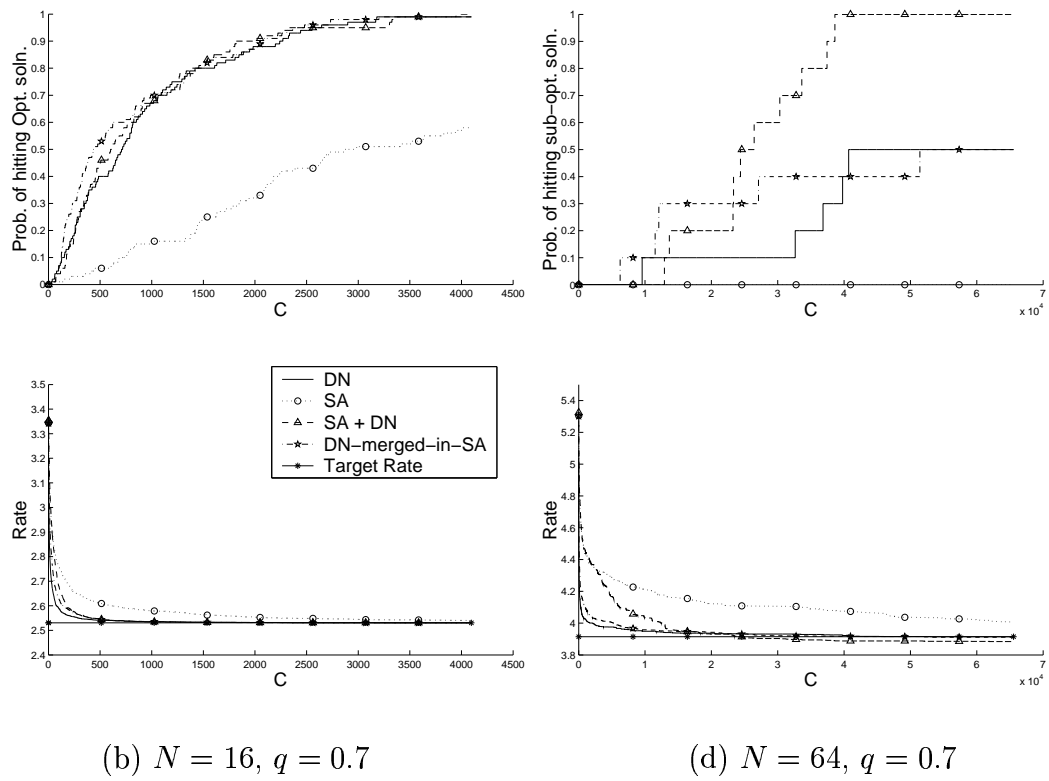 Prob. of hitting Opt. soln.
1
0.9
0.8
0.7
0.6
0.5
0.4
0.3
0.2
0.1
0
0 500 1000 1500 2000 2500 3000 3500 4000 4500
C
Prob. of hitting sub-opt. soln.
1
0.9
0.8
0.7
0.6
0.5
0.4
0.3
0.2
0.1
0
0 1 2 3 4 5 6 7
C
x 10⁴
Rate
3.5
3.4
3.3
3.2
3.1
3
2.9
2.8
2.7
2.6
2.5
2.4
0 500 1000 1500 2000 2500 3000 3500 4000 4500
C
DN
SA
SA + DN
DN-merged-in-SA
Target Rate
Rate
5.4
5.2
5
4.8
4.6
4.4
4.2
4
3.8
0 1 2 3 4 5 6 7
C
x 10⁴
(b) N = 16, q = 0.7
(d) N = 64, q = 0.7